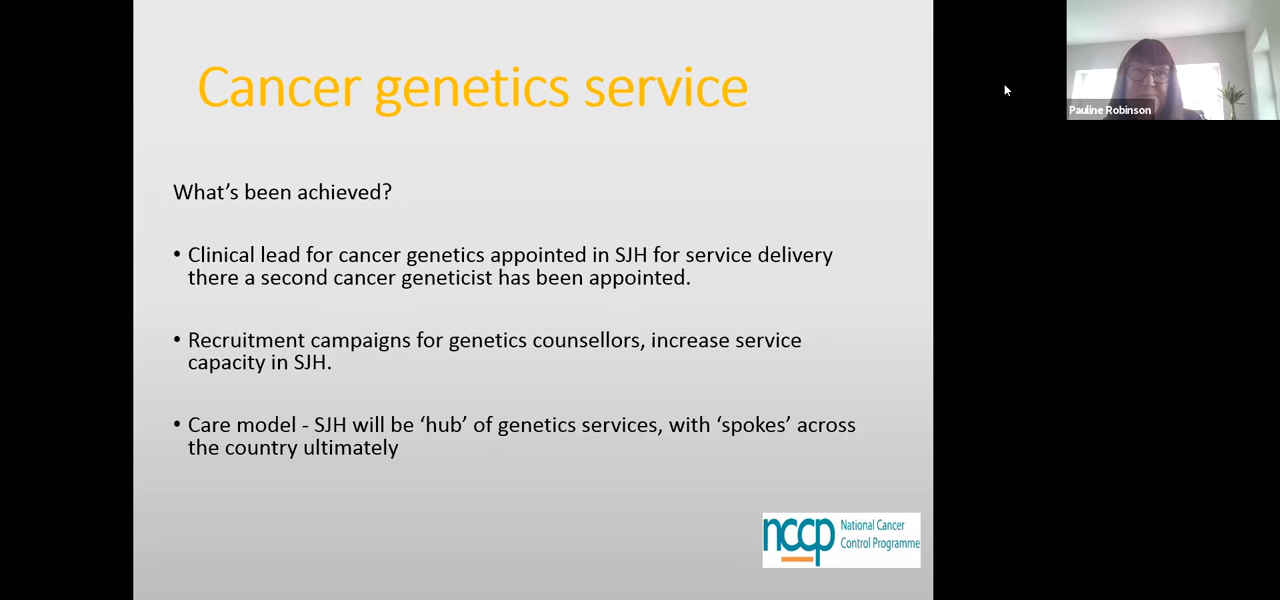 Cancer genetics service
What's been achieved?
• Clinical lead for cancer genetics appointed in SJH for service delivery
there a second cancer geneticist has been appointed.
• Recruitment campaigns for genetics counsellors, increase service
capacity in SJH.
• Care model - SJH will be ‘hub’ of genetics services, with ‘spokes’ across
the country ultimately
nccp
National Cancer
Control Programme
Pauline Robinson